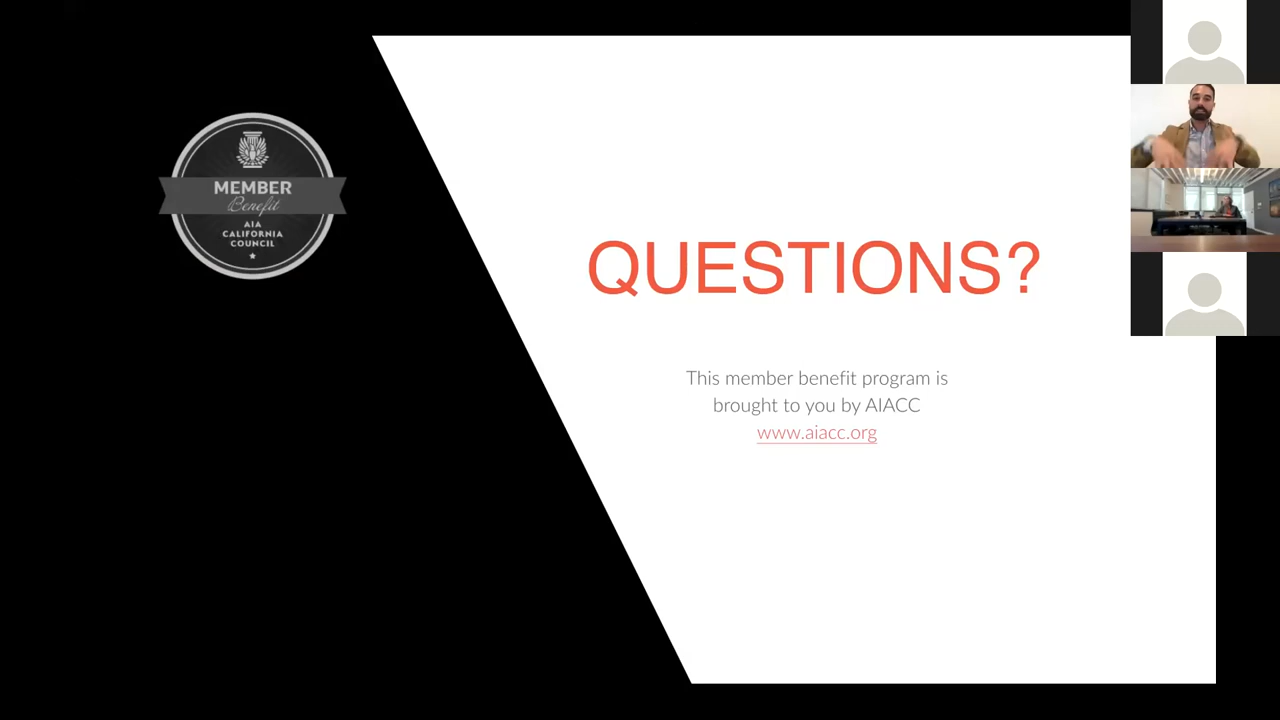 MEMBER
Benefit
AIA
CALIFORNIA
COUNCIL
QUESTIONS?
This member benefit program is
brought to you by AIACC
www.aiacc.org